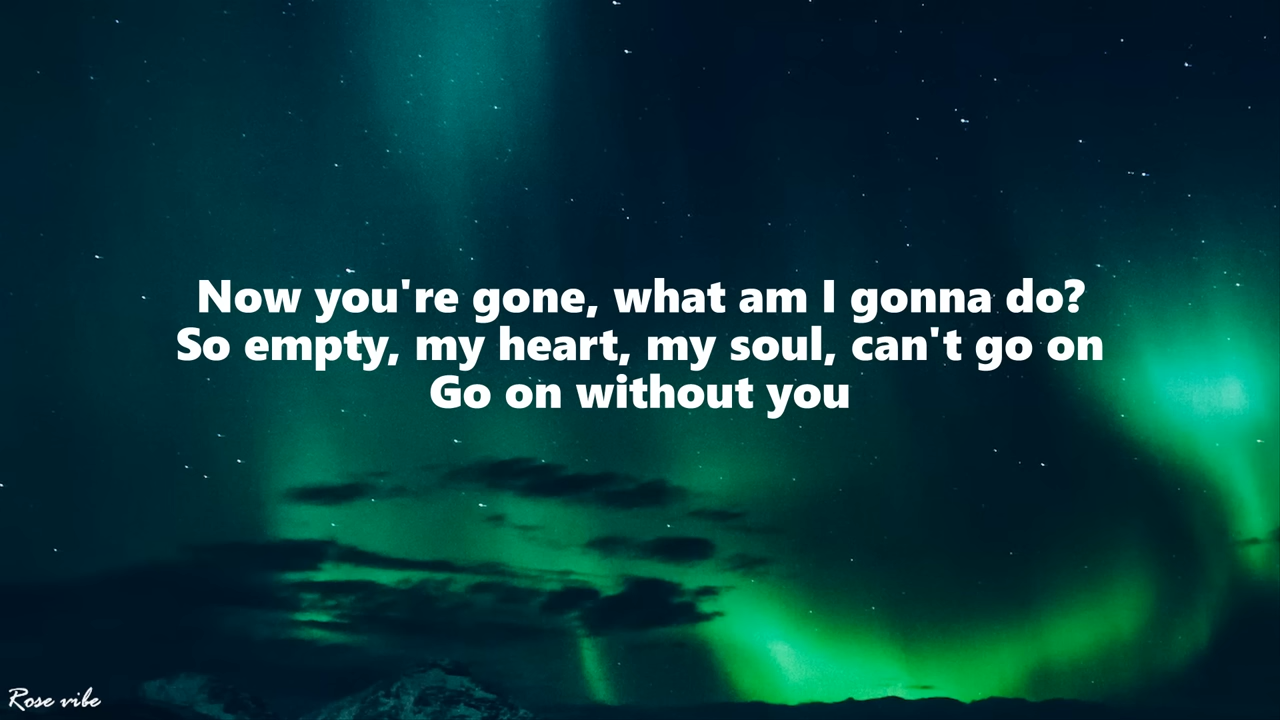 Now you're gone, what am I gonna do?
So empty, my heart, my soul, can't go on
Go on without you
Rose vibe